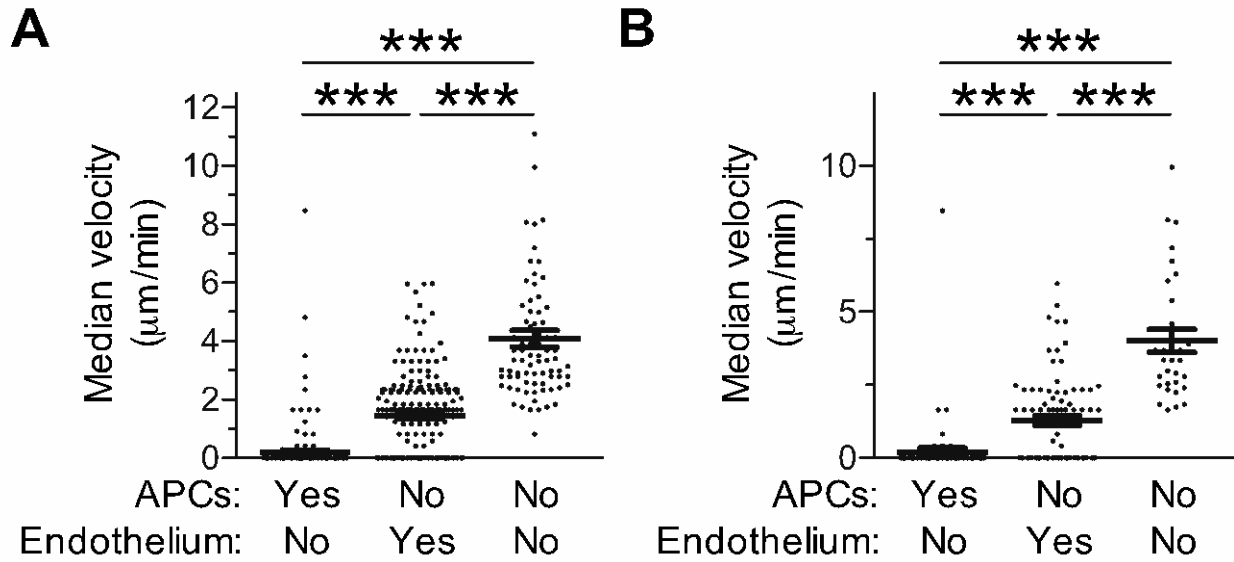 A
***
*** ***
Median velocity
(μm/min)
12
10
8
6
4
2
0
APCs: Yes No No
Endothelium: No Yes No
B
***
*** ***
Median velocity
(μm/min)
10
5
0
APCs: Yes No No
Endothelium: No Yes No